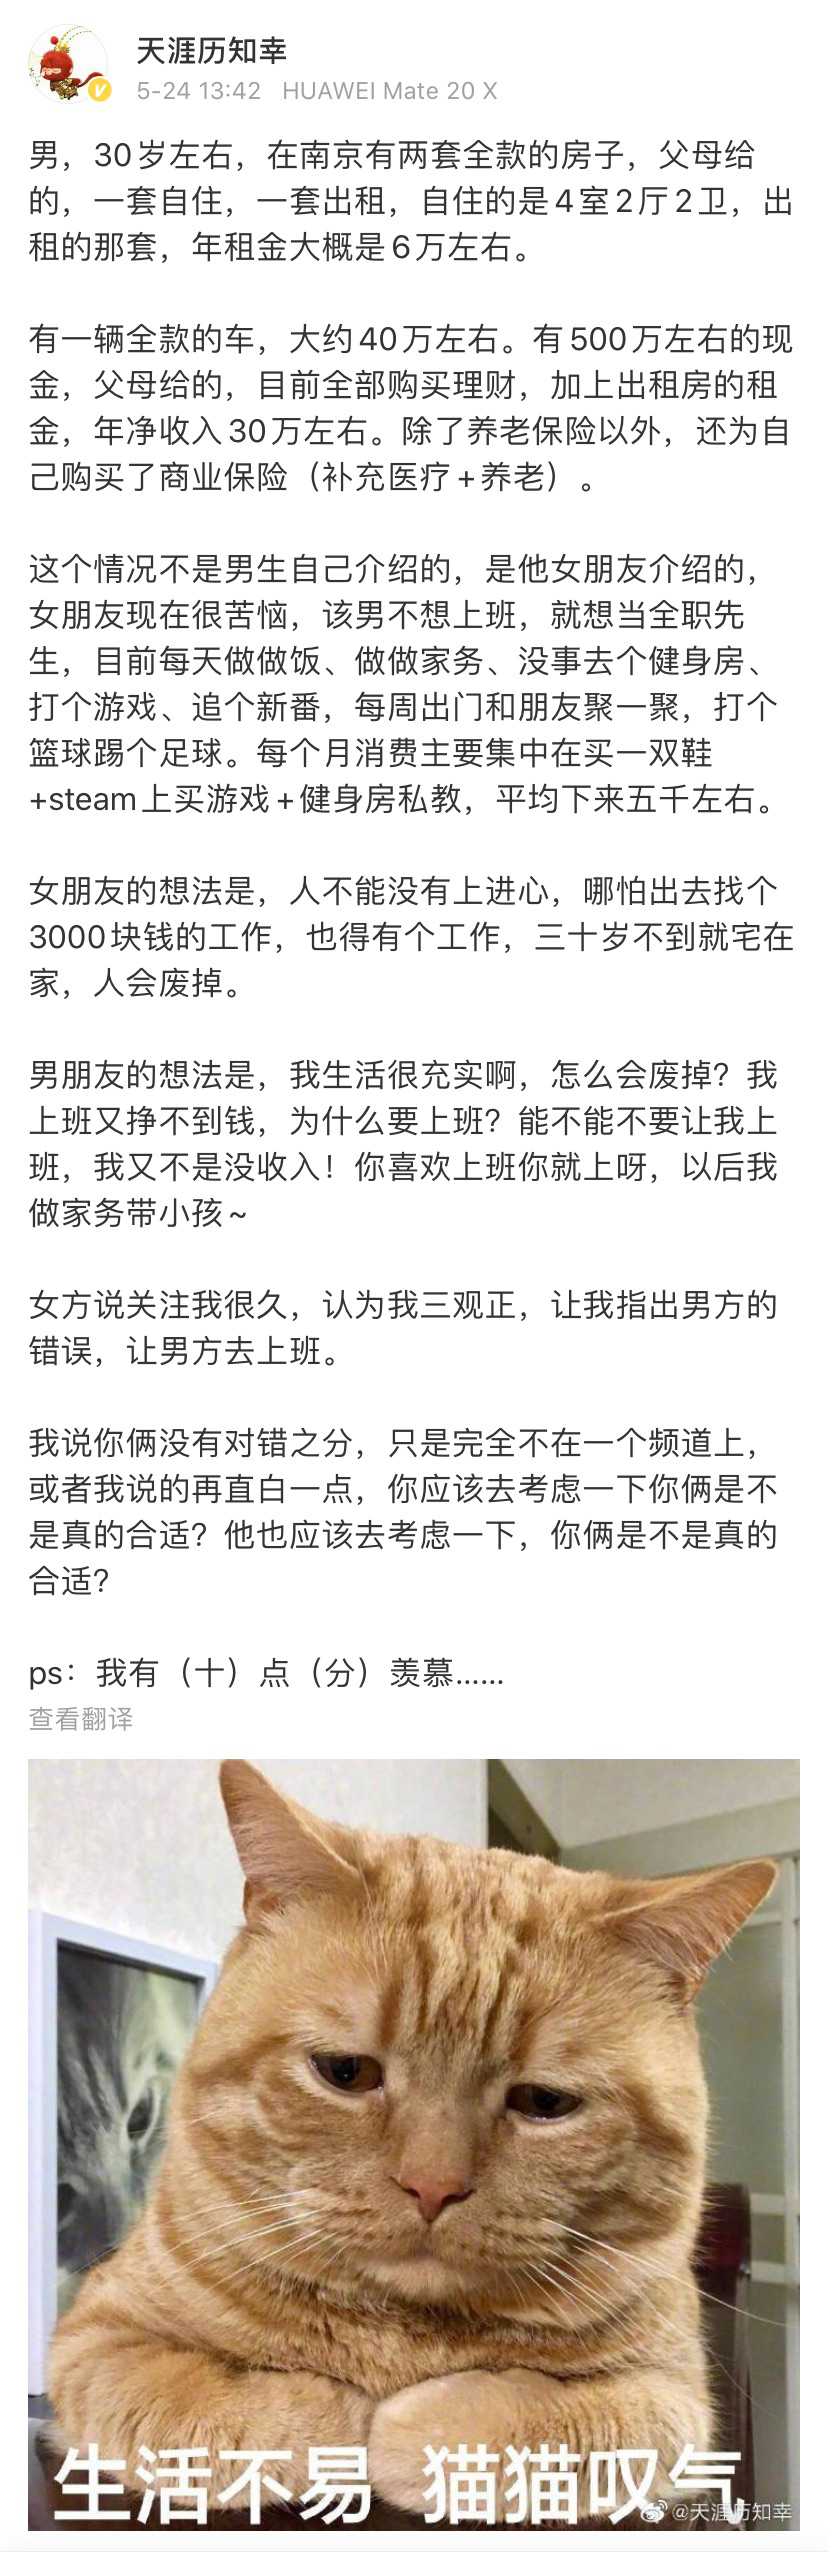 天涯历知幸
5-24 13:42 HUAWEI Mate 20 X
男，30岁左右，在南京有两套全款的房子，父母给
的，一套自住，一套出租，自住的是4室2厅2卫，出
租的那套，年租金大概是6万左右。
有一辆全款的车，大约40万左右。有500万左右的现
金，父母给的，目前全部购买理财，加上出租房的租
金，年净收入30万左右。除了养老保险以外，还为自
己购买了商业保险（补充医疗+养老）。
这个情况不是男生自己介绍的，是他女朋友介绍的，
女朋友现在很苦恼，该男不想上班，就想当全职先
生，目前每天做做饭、做做家务、没事去个健身房、
打个游戏、追个新番，每周出门和朋友聚一聚，打个
篮球踢个足球。每个月消费主要集中在买一双鞋
+steam上买游戏+健身房私教，平均下来五千左右。
女朋友的想法是，人不能没有上进心，哪怕出去找个
3000块钱的工作，也得有个工作，三十岁不到就宅在
家，人会废掉。
男朋友的想法是，我生活很充实啊，怎么会废掉？我
上班又挣不到钱，为什么要上班？能不能不要让我上
班，我又不是没收入！你喜欢上班你就上呀，以后我
做家务带小孩~
女方说关注我很久，认为我三观正，让我指出男方的
错误，让男方去上班。
我说你俩没有对错之分，只是完全不在一个频道上，
或者我说的再直白一点，你应该去考虑一下你俩是不
是真的合适？他也应该去考虑一下，你俩是不是真的
合适？
ps：我有（十）点（分）羡慕……
查看翻译
生活不易 猫猫叹气
@天涯历知幸